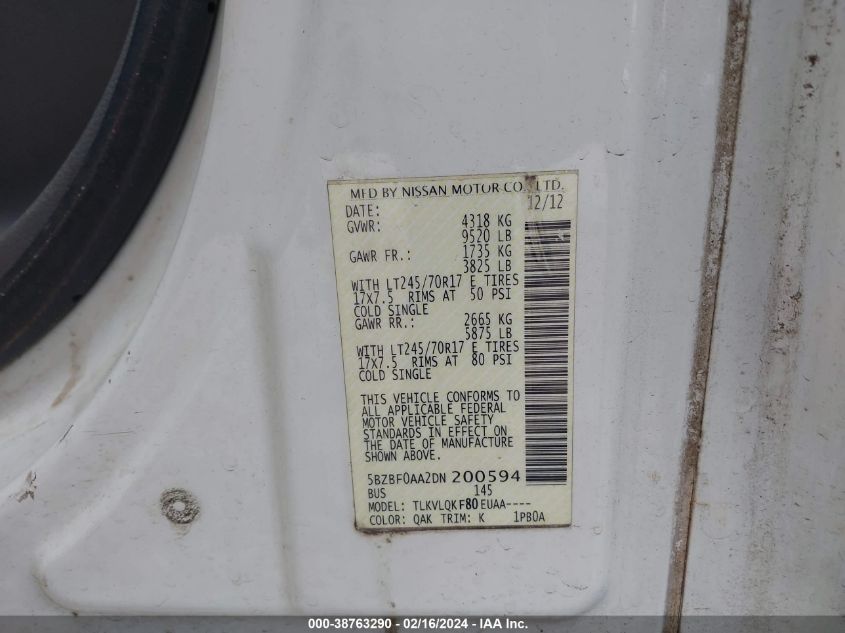 MFD BY NISSAN MOTOR CO., LTD.
DATE: 12/12
GVWR: 4318 KG
9520 LB
GAWR FR.: 1735 KG
3825 LB
WITH LT245/70R17 E TIRES
17X7.5 RIMS AT 50 PSI
COLD SINGLE
GAWR RR.: 2665 KG
5875 LB
WITH LT245/70R17 E TIRES
17X7.5 RIMS AT 80 PSI
COLD SINGLE
THIS VEHICLE CONFORMS TO
ALL APPLICABLE FEDERAL
MOTOR VEHICLE SAFETY
STANDARDS IN EFFECT ON
THE DATE OF MANUFACTURE
SHOWN ABOVE.
5BZBF0AA2DN200594
BUS 145
MODEL: TLKVLQKF80EUAA----
COLOR: QAK TRIM: K 1PB0A
000-38763290 - 02/16/2024 - IAA Inc.